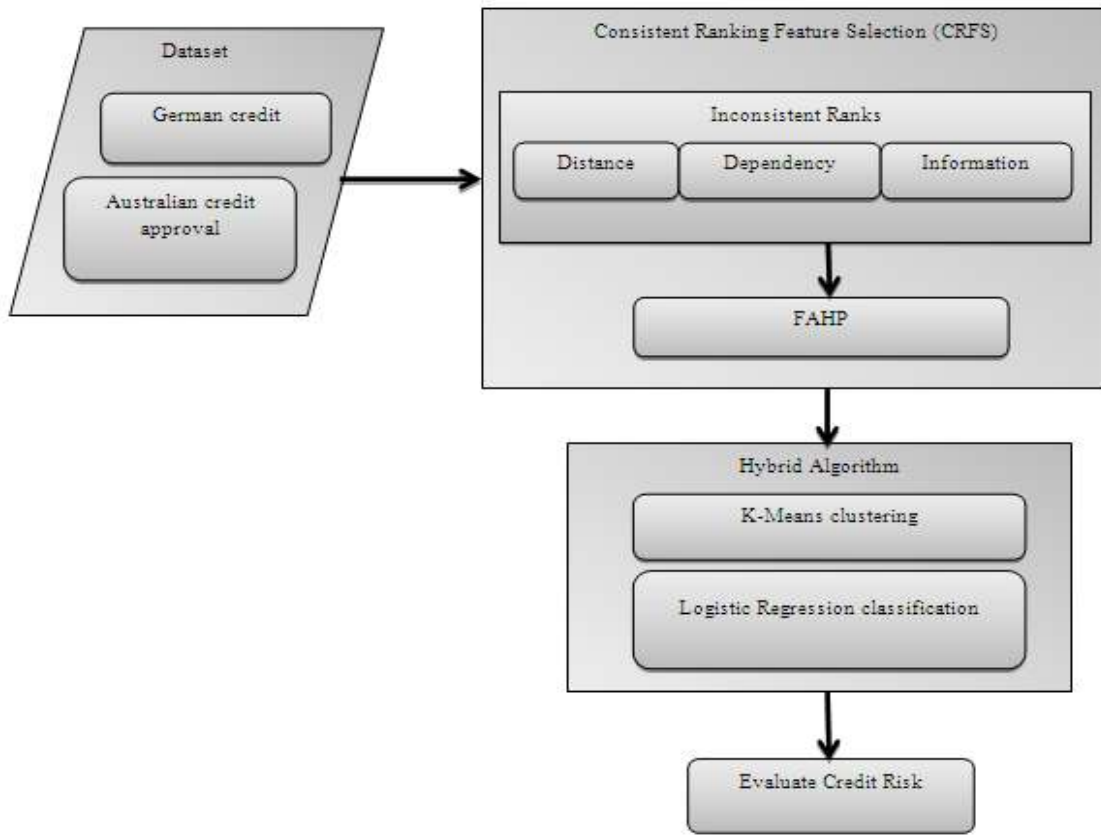 Dataset
German credit
Australian credit
approval
Consistent Ranking Feature Selection (CRFS)
Inconsistent Ranks
Distance
Dependency
Information
FAHP
Hybrid Algorithm
K-Means clustering
Logistic Regression classification
Evaluate Credit Risk